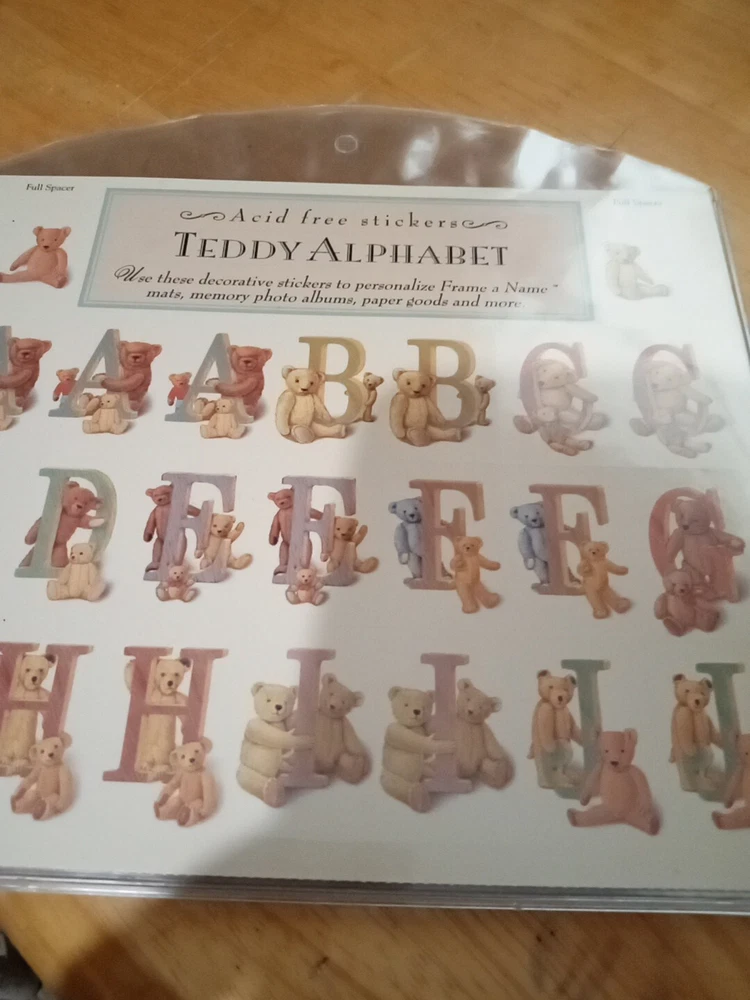 Full Spacer
Full Spacer
Acid free stickers
TEDDY ALPHABET
Use these decorative stickers to personalize Frame a Name™
mats, memory photo albums, paper goods and more.
A A A B B C C
D E E F F G
H H I I J J